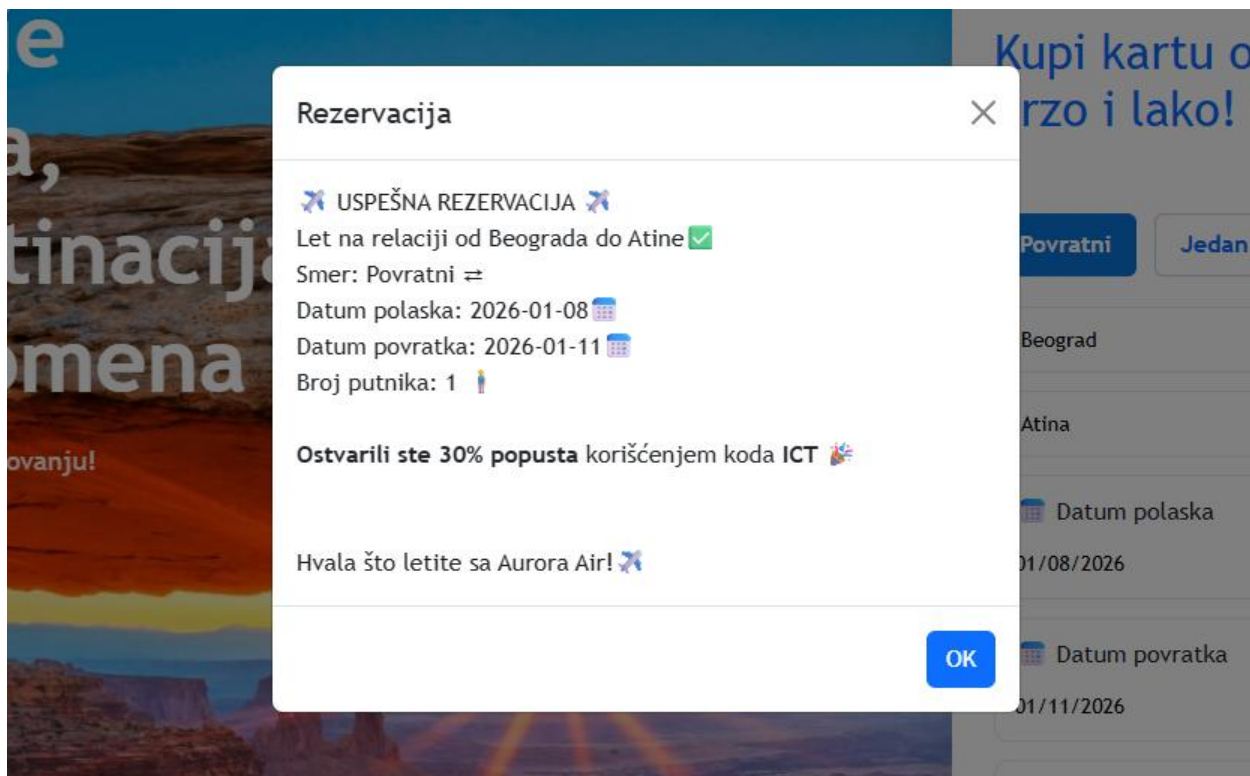 e
a,
tinacija
omena
ovanju!
Rezervacija
✈️ USPEŠNA REZERVACIJA ✈️
Let na relaciji od Beograda do Atine✅
Smer: Povratni ⇄
Datum polaska: 2026-01-08
Datum povratka: 2026-01-11
Broj putnika: 1
Ostvarili ste 30% popusta korišćenjem koda ICT 🎉
Hvala što letite sa Aurora Air!✈️
OK
Kupi kartu o
rzo i lako!
Povratni
Jedan
Beograd
Atina
Datum polaska
01/08/2026
Datum povratka
01/11/2026